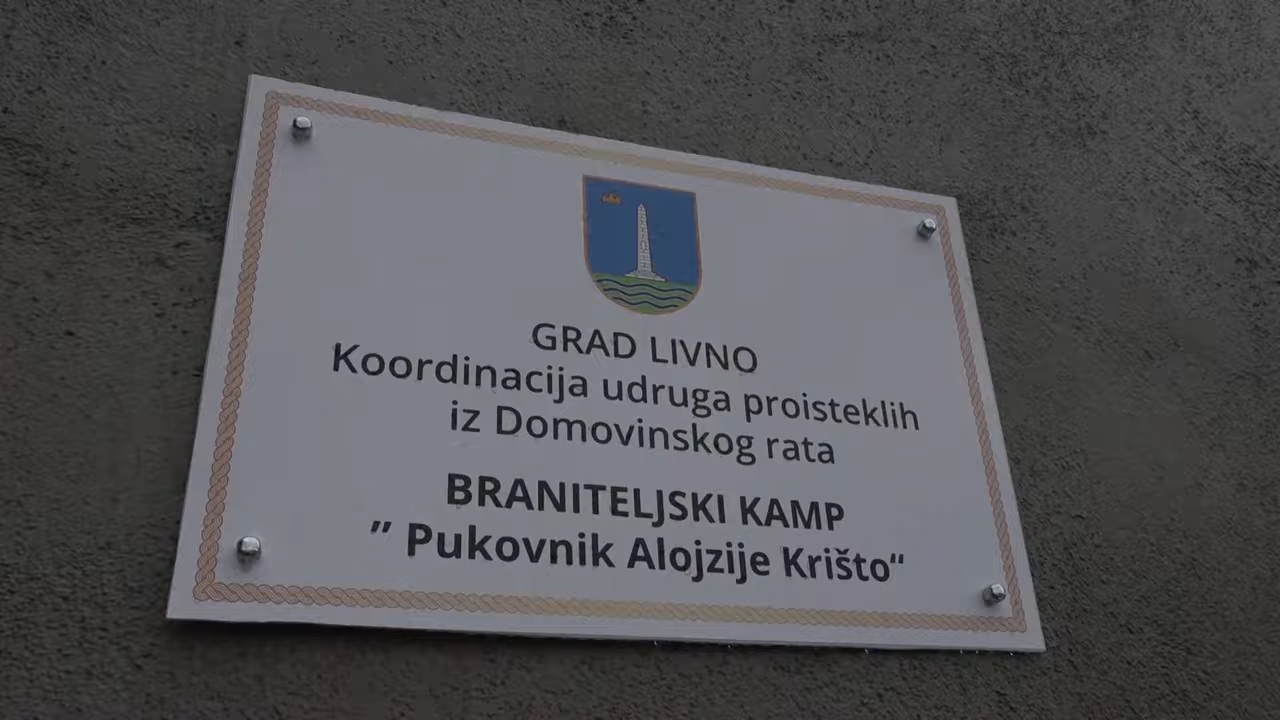 GRAD LIVNO
Koordinacija udruga proisteklih
iz Domovinskog rata
BRANITELJSKI KAMP
” Pukovnik Alojzije Krišto“